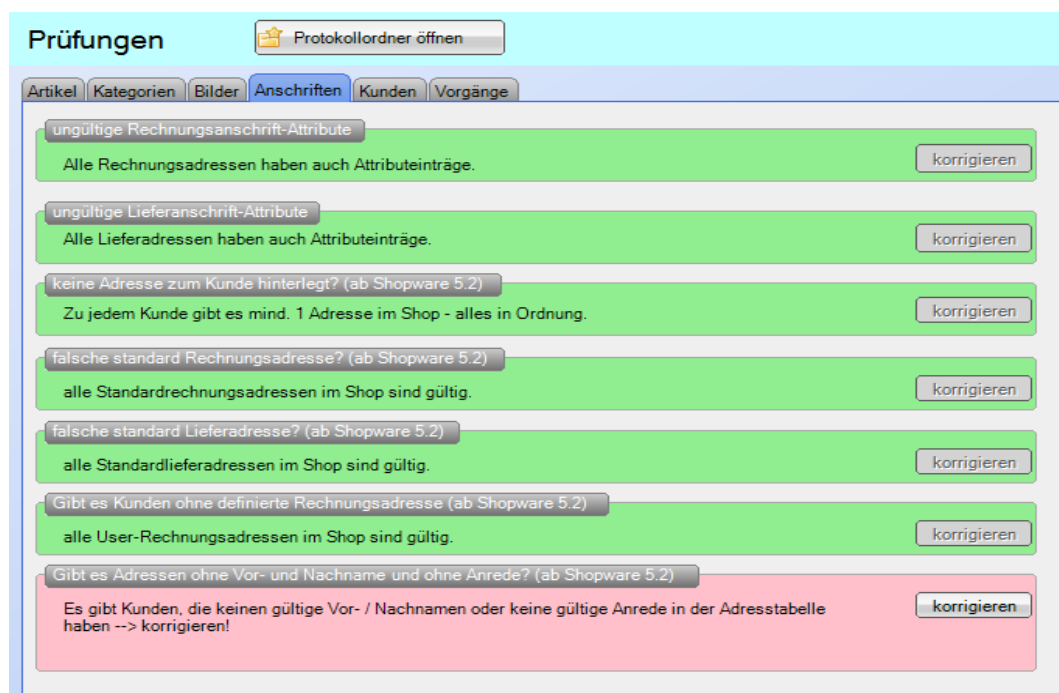 Prüfungen
Protokollordner öffnen
Artikel Kategorien Bilder Anschriften Kunden Vorgänge
ungültige Rechnungsanschrift-Attribute
Alle Rechnungsadressen haben auch Attributeinträge.
korrigieren
ungültige Lieferanschrift-Attribute
Alle Lieferadressen haben auch Attributeinträge.
korrigieren
keine Adresse zum Kunde hinterlegt? (ab Shopware 5.2)
Zu jedem Kunde gibt es mind. 1 Adresse im Shop - alles in Ordnung.
korrigieren
falsche standard Rechnungsadresse? (ab Shopware 5.2)
alle Standardrechnungsadressen im Shop sind gültig.
korrigieren
falsche standard Lieferadresse? (ab Shopware 5.2)
alle Standardlieferadressen im Shop sind gültig.
korrigieren
Gibt es Kunden ohne definierte Rechnungsadresse (ab Shopware 5.2)
alle User-Rechnungsadressen im Shop sind gültig.
korrigieren
Gibt es Adressen ohne Vor- und Nachname und ohne Anrede? (ab Shopware 5.2)
Es gibt Kunden, die keinen gültige Vor- / Nachnamen oder keine gültige Anrede in der Adresstabelle
haben --> korrigieren!
korrigieren